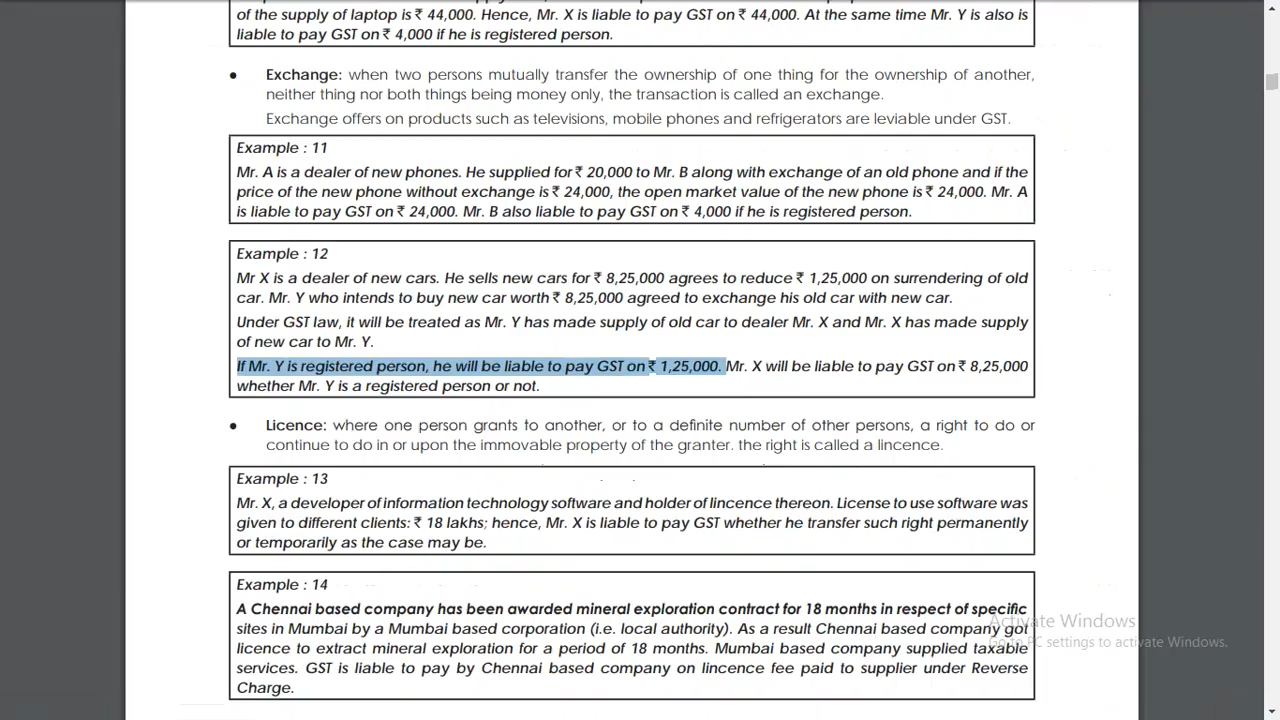 of the supply of laptop is ₹ 44,000. Hence, Mr. X is liable to pay GST on ₹ 44,000. At the same time Mr. Y is also is
liable to pay GST on ₹ 4,000 if he is registered person.
● Exchange: when two persons mutually transfer the ownership of one thing for the ownership of another,
neither thing nor both things being money only, the transaction is called an exchange.
Exchange offers on products such as televisions, mobile phones and refrigerators are leviable under GST.
Example : 11
Mr. A is a dealer of new phones. He supplied for ₹ 20,000 to Mr. B along with exchange of an old phone and if the
price of the new phone without exchange is ₹ 24,000, the open market value of the new phone is ₹ 24,000. Mr. A
is liable to pay GST on ₹ 24,000. Mr. B also liable to pay GST on ₹ 4,000 if he is registered person.
Example : 12
Mr X is a dealer of new cars. He sells new cars for ₹ 8,25,000 agrees to reduce ₹ 1,25,000 on surrendering of old
car. Mr. Y who intends to buy new car worth ₹ 8,25,000 agreed to exchange his old car with new car.
Under GST law, it will be treated as Mr. Y has made supply of old car to dealer Mr. X and Mr. X has made supply
of new car to Mr. Y.
If Mr. Y is registered person, he will be liable to pay GST on ₹ 1,25,000. Mr. X will be liable to pay GST on ₹ 8,25,000
whether Mr. Y is a registered person or not.
● Licence: where one person grants to another, or to a definite number of other persons, a right to do or
continue to do in or upon the immovable property of the granter. the right is called a lincence.
Example : 13
Mr. X, a developer of information technology software and holder of lincence thereon. License to use software was
given to different clients: ₹ 18 lakhs; hence, Mr. X is liable to pay GST whether he transfer such right permanently
or temporarily as the case may be.
Example : 14
A Chennai based company has been awarded mineral exploration contract for 18 months in respect of specific
sites in Mumbai by a Mumbai based corporation (i.e. local authority). As a result Chennai based company got
licence to extract mineral exploration for a period of 18 months. Mumbai based company supplied taxable
services. GST is liable to pay by Chennai based company on lincence fee paid to supplier under Reverse
Charge.
Activate Windows
Go to PC settings to activate Windows.